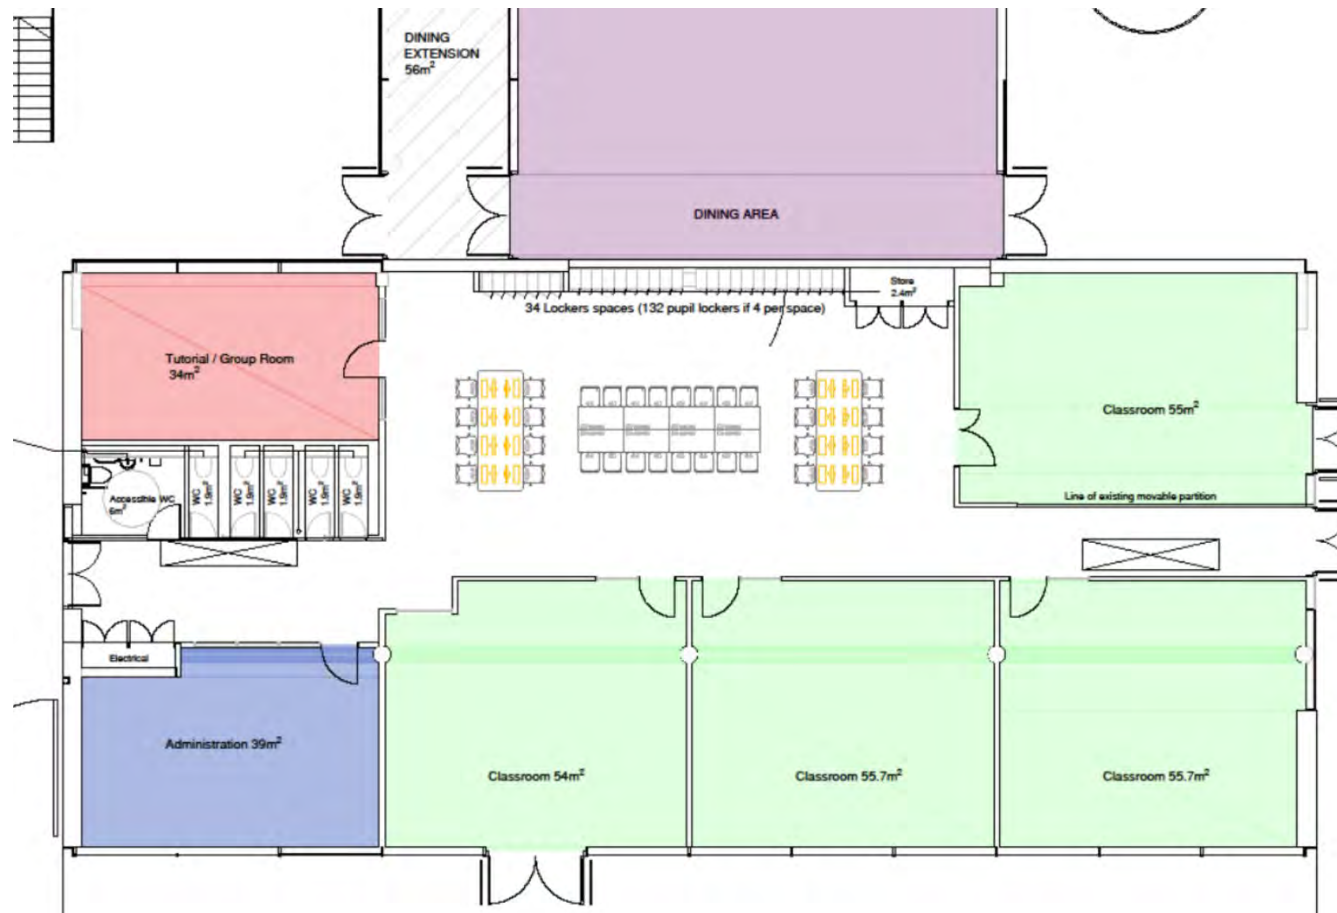 DINING
EXTENSION
56m²
DINING AREA
Store
2.4m²
34 Lockers spaces (132 pupil lockers if 4 per space)
Tutorial / Group Room
34m²
Classroom 55m²
Line of existing movable partition
Accessible WC
6m²
WC
1.9m²
WC
1.9m²
WC
1.9m²
WC
1.9m²
WC
1.9m²
Electrical
Administration 39m²
Classroom 54m²
Classroom 55.7m²
Classroom 55.7m²